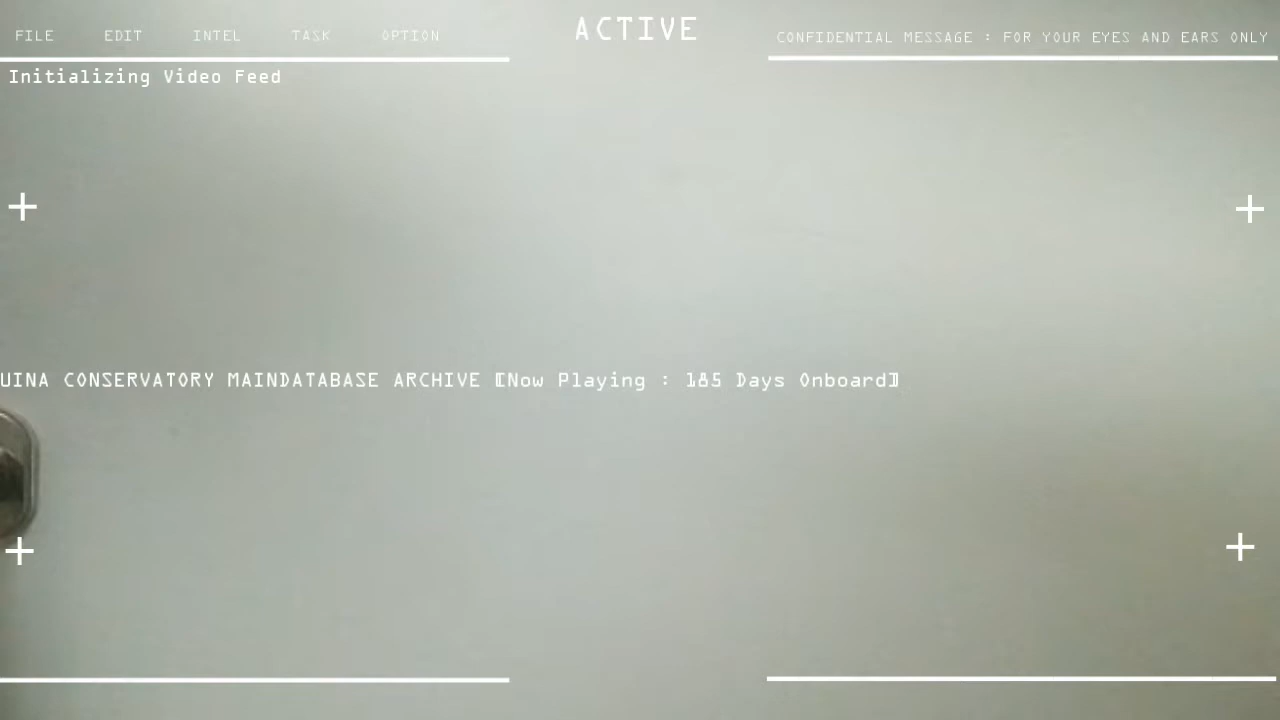 FILE EDIT INTEL TASK OPTION
ACTIVE
CONFIDENTIAL MESSAGE : FOR YOUR EYES AND EARS ONLY
Initializing Video Feed
UINA CONSERVATORY MAINDATABASE ARCHIVE [Now Playing : 185 Days Onboard]